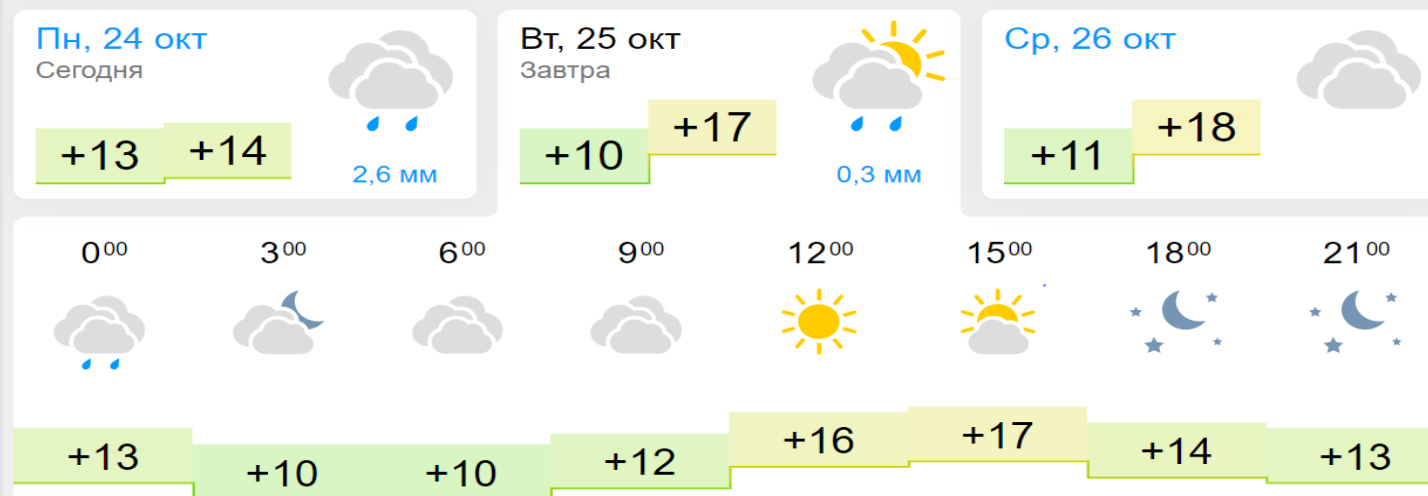 Пн, 24 окт
Сегодня
+13 +14
2,6 мм
Вт, 25 окт
Завтра
+10 +17
0,3 мм
Ср, 26 окт
+11 +18
0⁰⁰ 3⁰⁰ 6⁰⁰ 9⁰⁰ 12⁰⁰ 15⁰⁰ 18⁰⁰ 21⁰⁰
+13 +10 +10 +12 +16 +17 +14 +13